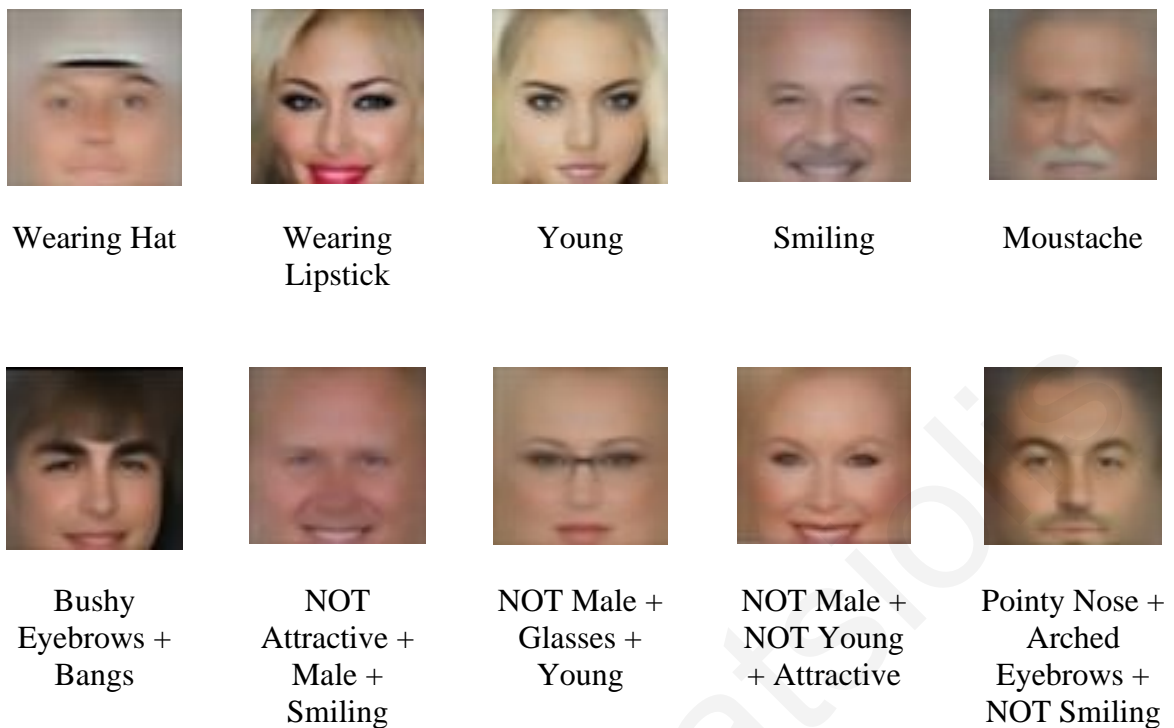 Wearing Hat
Wearing
Lipstick
Young
Smiling
Moustache
Bushy
Eyebrows +
Bangs
NOT
Attractive +
Male +
Smiling
NOT Male +
Glasses +
Young
NOT Male +
NOT Young
+ Attractive
Pointy Nose +
Arched
Eyebrows +
NOT Smiling